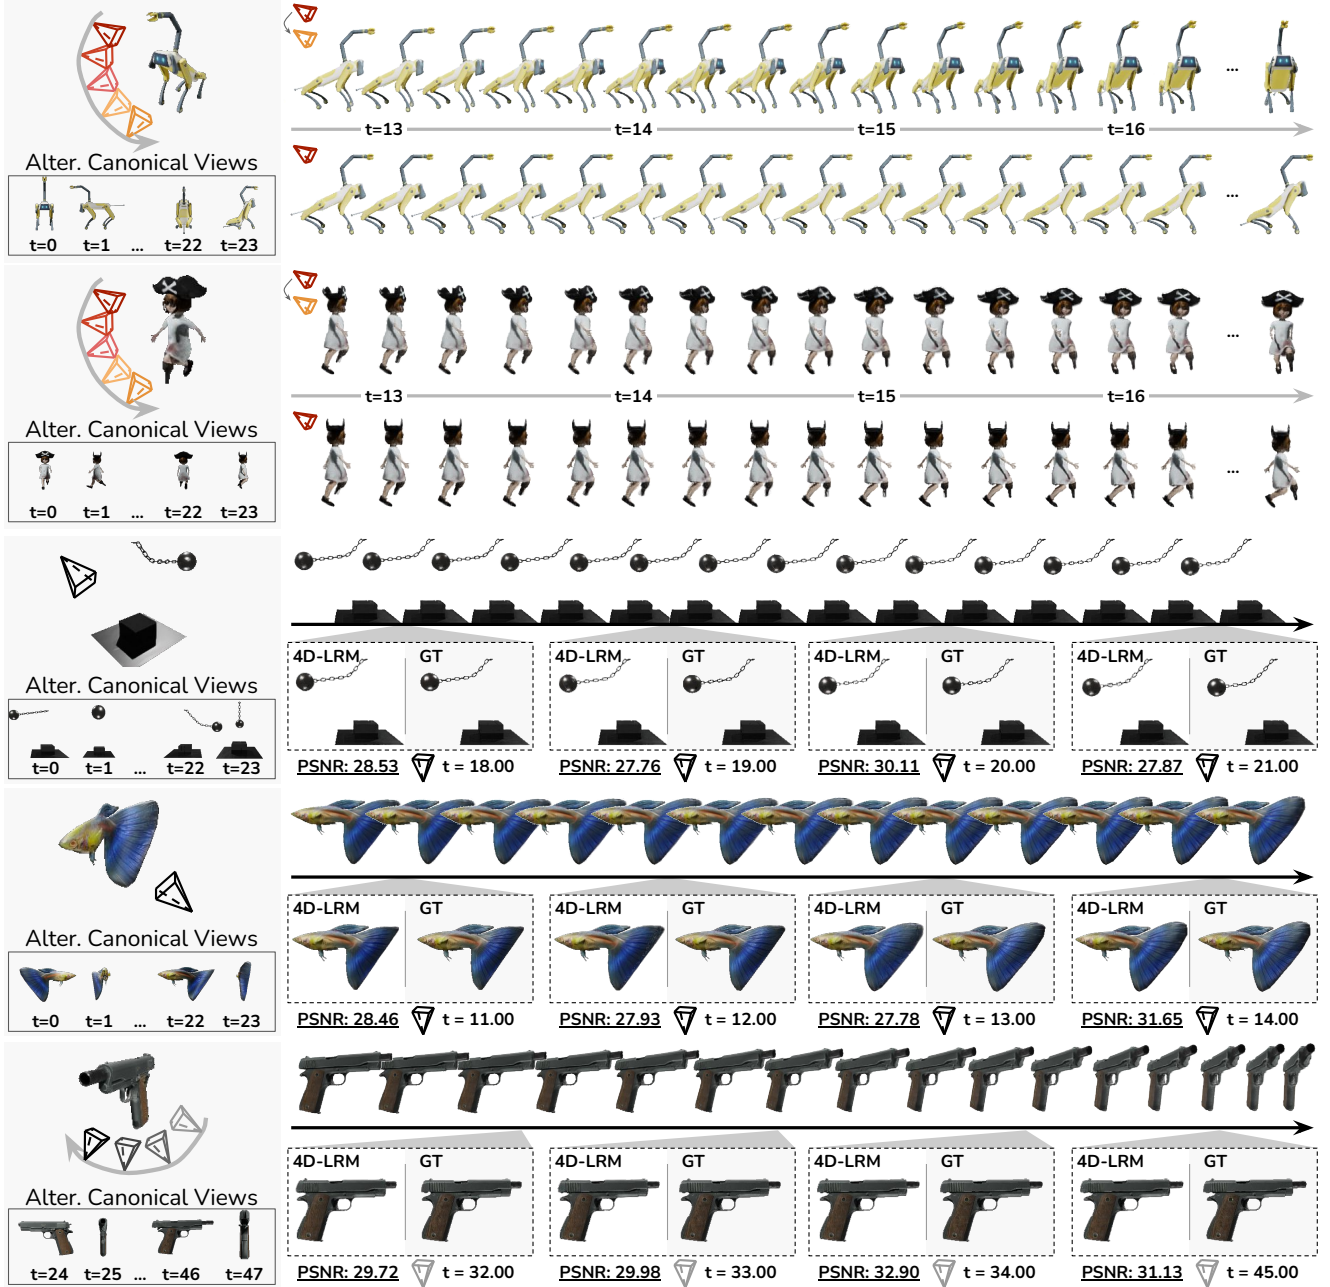 t=13 t=14 t=15 t=16
...
Alter. Canonical Views
t=0 t=1 ... t=22 t=23
...
t=13 t=14 t=15 t=16
...
Alter. Canonical Views
t=0 t=1 ... t=22 t=23
...
Alter. Canonical Views
t=0 t=1 ... t=22 t=23
4D-LRM GT 4D-LRM GT 4D-LRM GT 4D-LRM GT
PSNR: 28.53 t = 18.00 PSNR: 27.76 t = 19.00 PSNR: 30.11 t = 20.00 PSNR: 27.87 t = 21.00
Alter. Canonical Views
t=0 t=1 ... t=22 t=23
4D-LRM GT 4D-LRM GT 4D-LRM GT 4D-LRM GT
PSNR: 28.46 t = 11.00 PSNR: 27.93 t = 12.00 PSNR: 27.78 t = 13.00 PSNR: 31.65 t = 14.00
Alter. Canonical Views
t=24 t=25 ... t=46 t=47
4D-LRM GT 4D-LRM GT 4D-LRM GT 4D-LRM GT
PSNR: 29.72 t = 32.00 PSNR: 29.98 t = 33.00 PSNR: 32.90 t = 34.00 PSNR: 31.13 t = 45.00